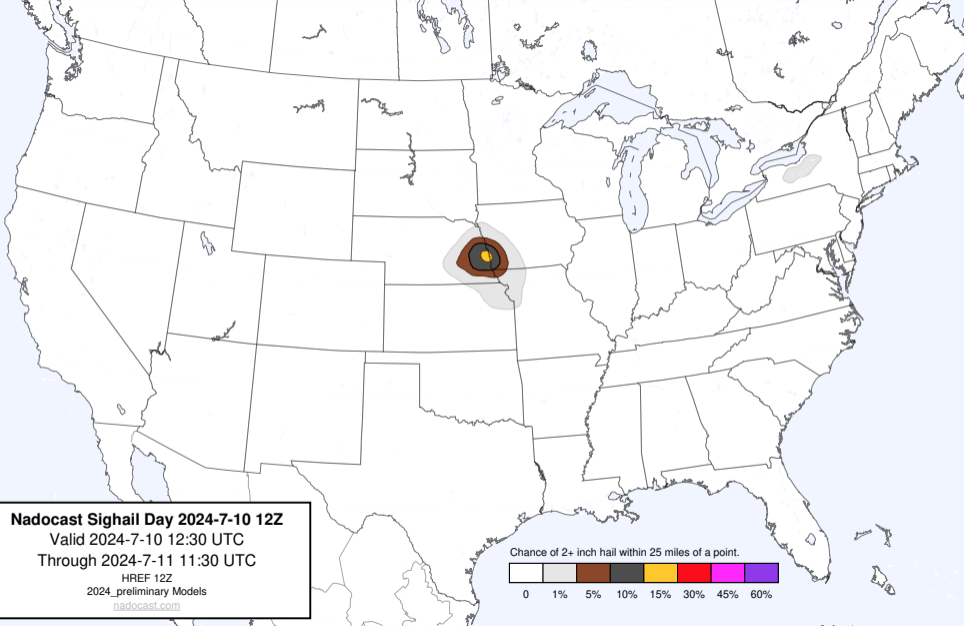 Nadocast Sighail Day 2024-7-10 12Z
Valid 2024-7-10 12:30 UTC
Through 2024-7-11 11:30 UTC
HREF 12Z
2024_preliminary Models
nadocast.com
Chance of 2+ inch hail within 25 miles of a point.
0 1% 5% 10% 15% 30% 45% 60%